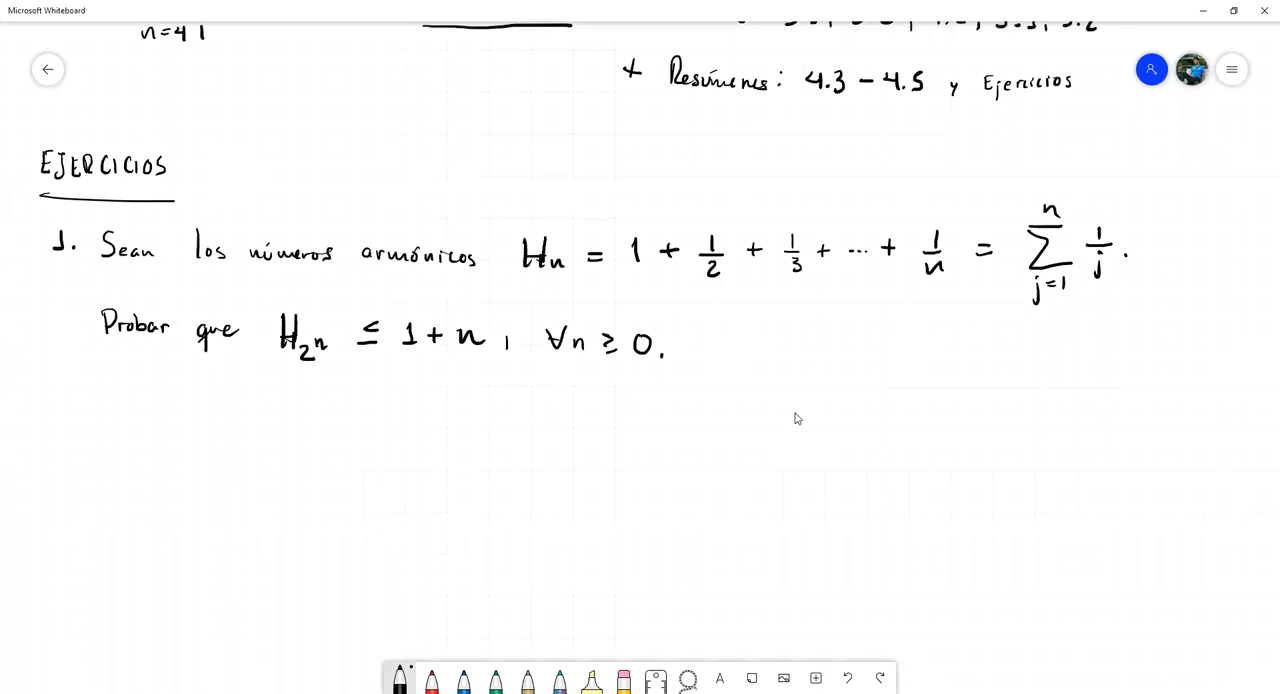 Microsoft Whiteboard
n=41
+ Resúmenes: 4.3 – 4.5 y Ejercicios
EJERCICIOS
1. Sean los números armónicos Hₙ = 1 + 1/2 + 1/3 + ... + 1/n = ∑_{j=1}^{n} 1/j.
Probar que H_{2^n} ≤ 1 + n, ∀n ≥ 0.
A